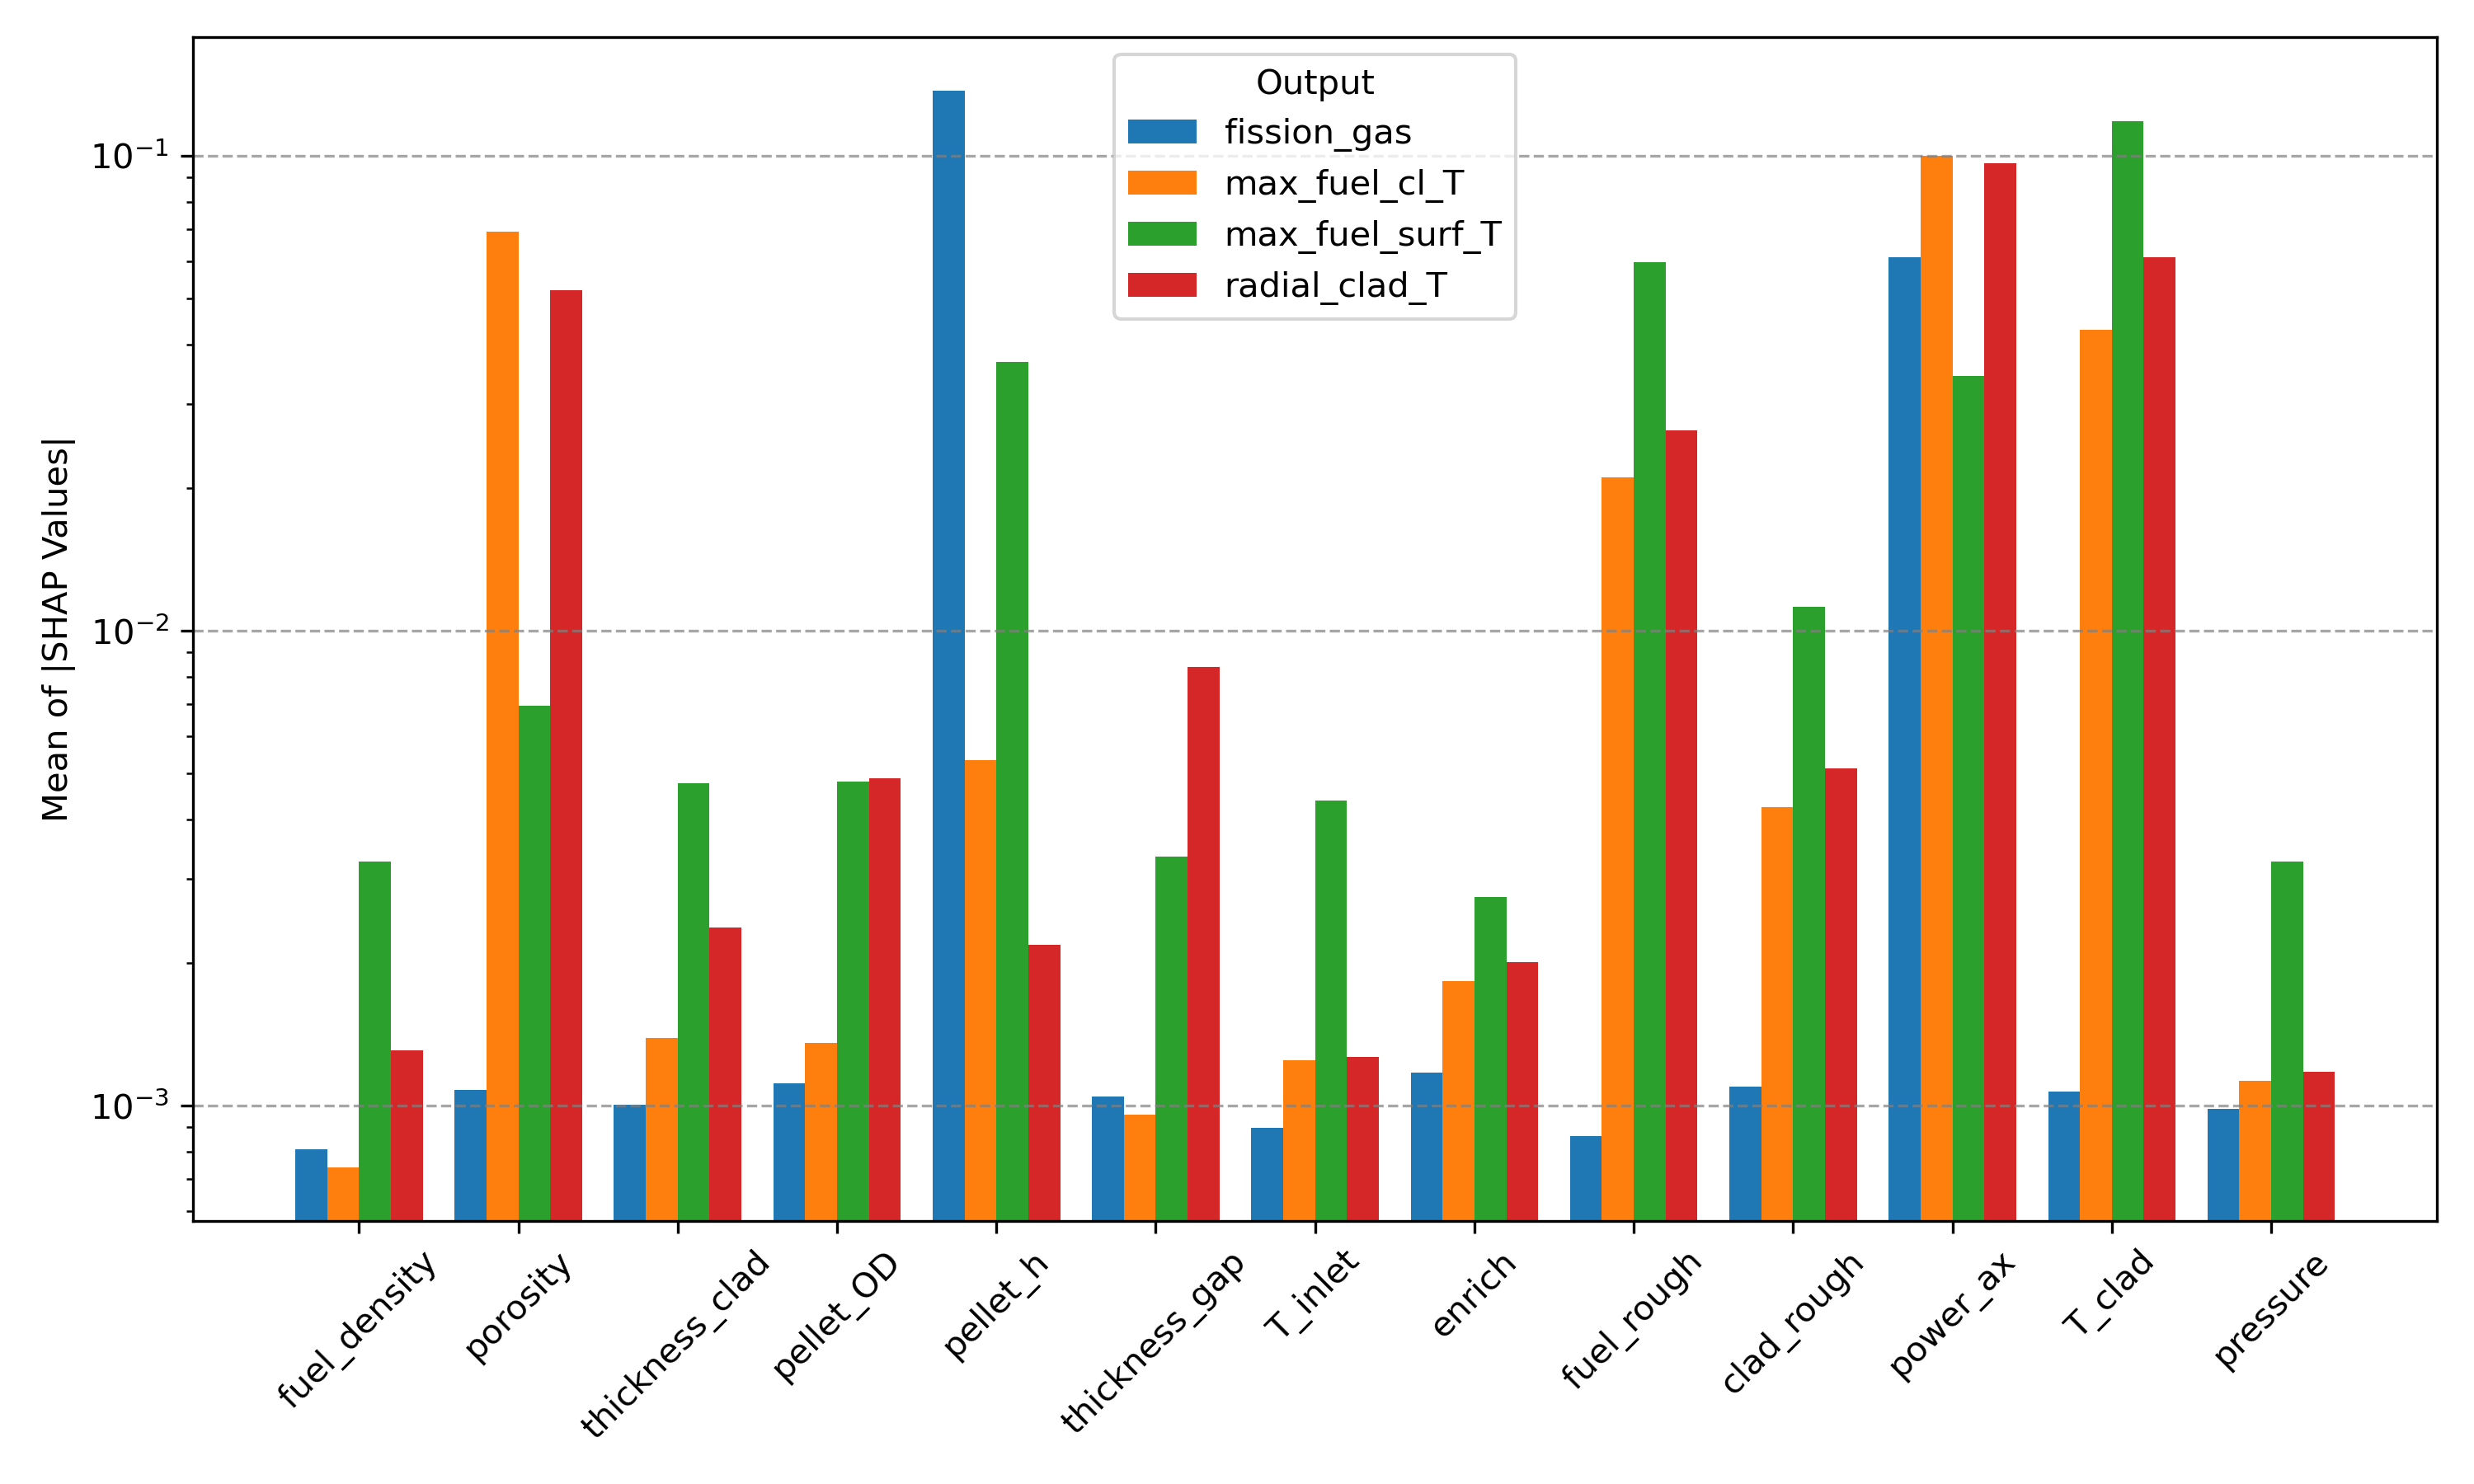 Output
fission_gas
max_fuel_cl_T
max_fuel_surf_T
radial_clad_T
Mean of |SHAP Values|
10⁻¹
10⁻²
10⁻³
fuel_density
porosity
thickness_clad
pellet_OD
pellet_h
thickness_gap
T_inlet
enrich
fuel_rough
clad_rough
power_ax
T_clad
pressure